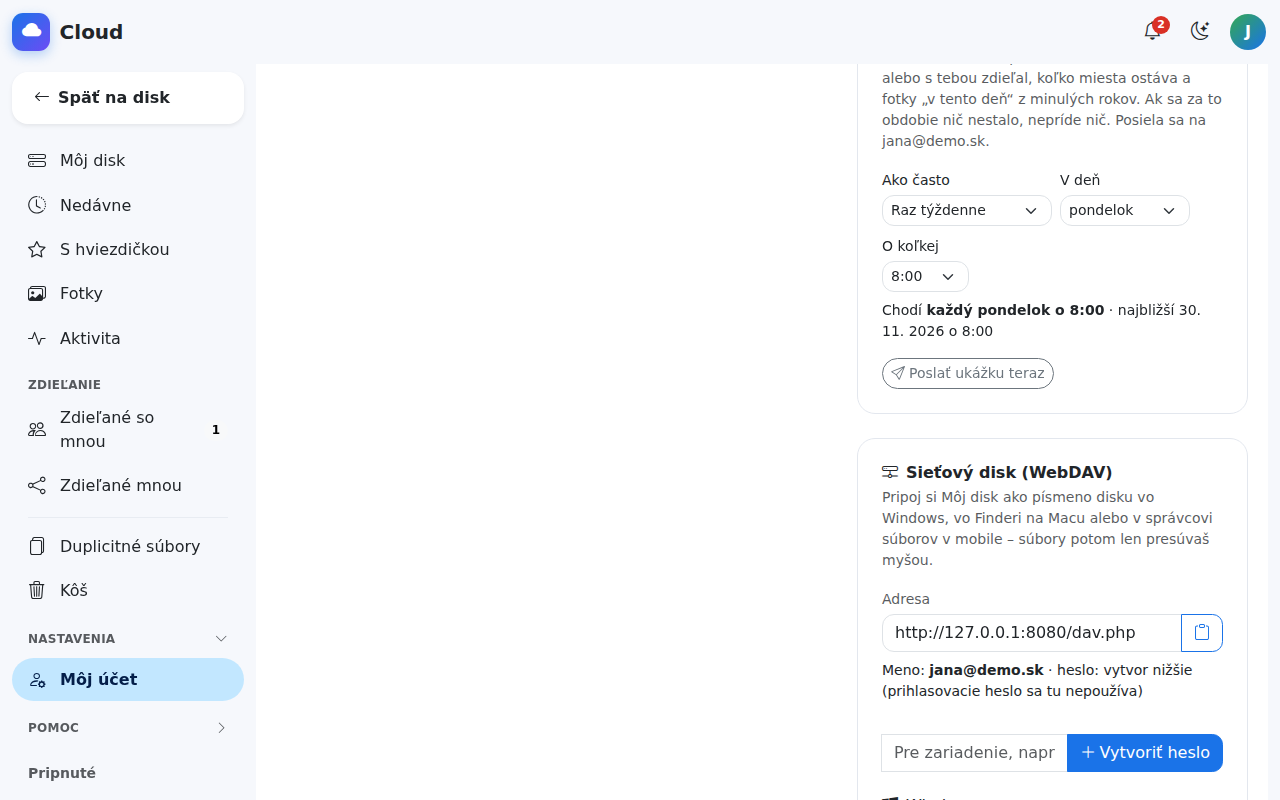 Cloud
2
J
Späť na disk
Môj disk
Nedávne
S hviezdičkou
Fotky
Aktivita
ZDIEĽANIE
Zdieľané so
mnou
1
Zdieľané mnou
Duplicitné súbory
Kôš
NASTAVENIA
Môj účet
POMOC
Pripnuté
alebo s tebou zdieľal, koľko miesta ostáva a
fotky „v tento deň“ z minulých rokov. Ak sa za to
obdobie nič nestalo, nepríde nič. Posiela sa na
jana@demo.sk.
Ako často
V deň
Raz týždenne
pondelok
O koľkej
8:00
Chodí každý pondelok o 8:00 · najbližší 30.
11. 2026 o 8:00
Poslať ukážku teraz
Sieťový disk (WebDAV)
Pripoj si Môj disk ako písmeno disku vo
Windows, vo Finderi na Macu alebo v správcovi
súborov v mobile – súbory potom len presúvaš
myšou.
Adresa
http://127.0.0.1:8080/dav.php
Meno: jana@demo.sk · heslo: vytvor nižšie
(prihlasovacie heslo sa tu nepoužíva)
Pre zariadenie, napr
Vytvoriť heslo